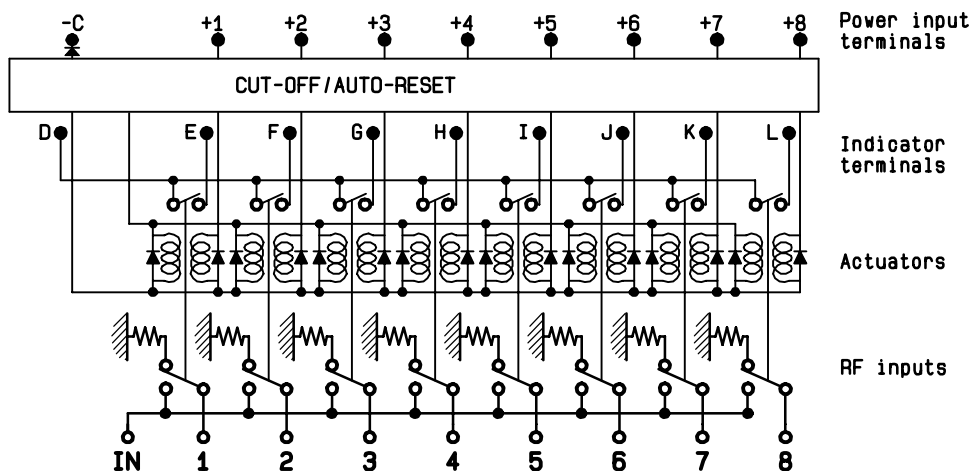 -C +1 +2 +3 +4 +5 +6 +7 +8
Power input
terminals
CUT-OFF/AUTO-RESET
D E F G H I J K L
Indicator
terminals
Actuators
RF inputs
IN 1 2 3 4 5 6 7 8